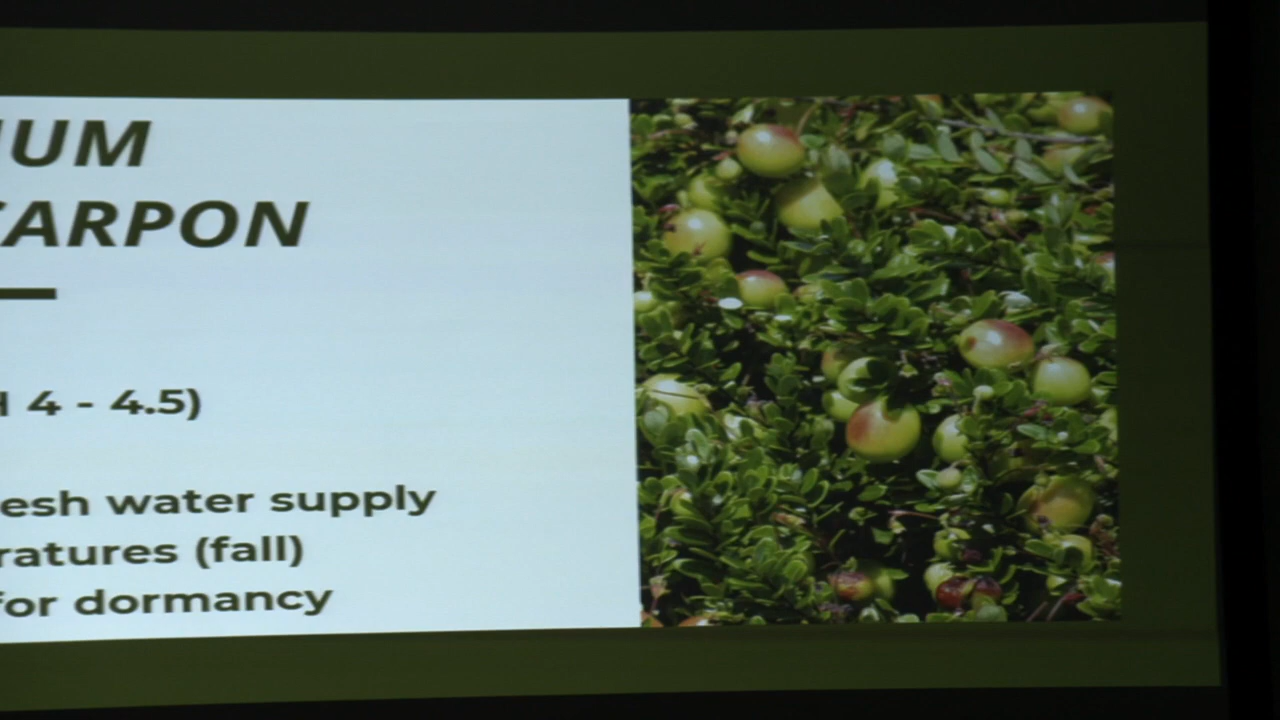 IUM
CARPON
H 4 - 4.5)
esh water supply
ratures (fall)
for dormancy